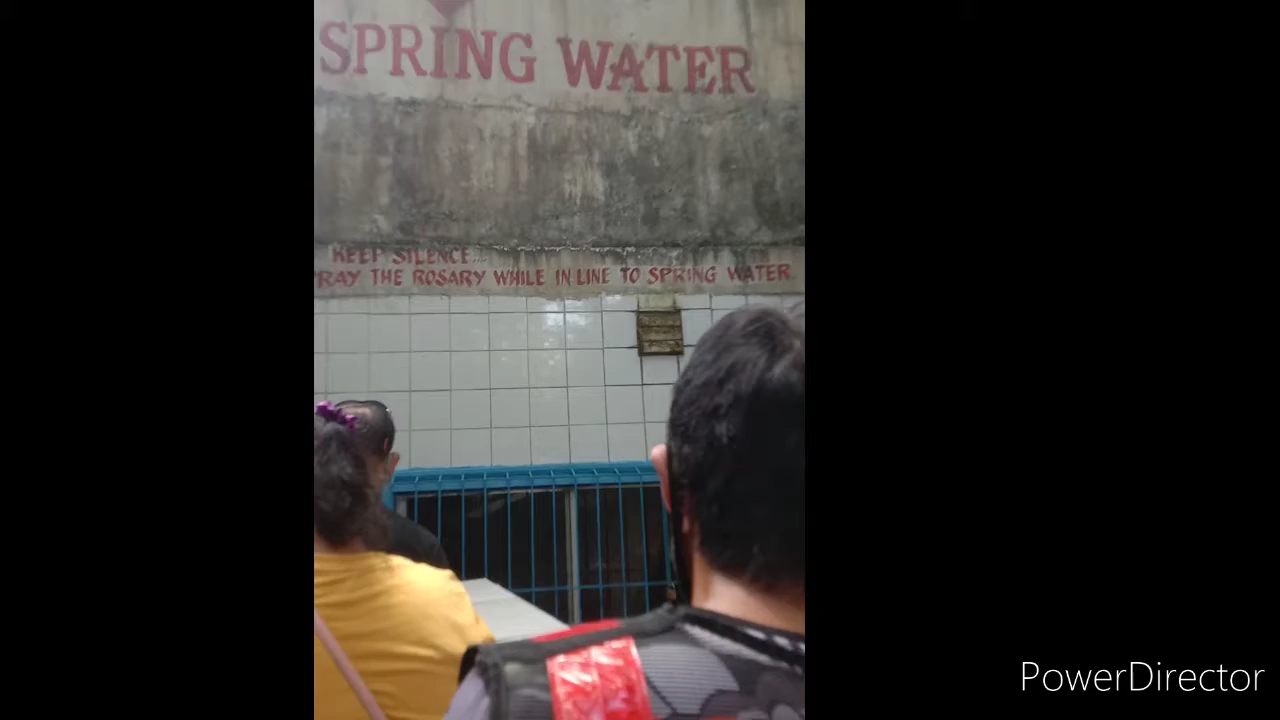 SPRING WATER
KEEP SILENCE....
RAY THE ROSARY WHILE IN LINE TO SPRING WATER.
PowerDirector